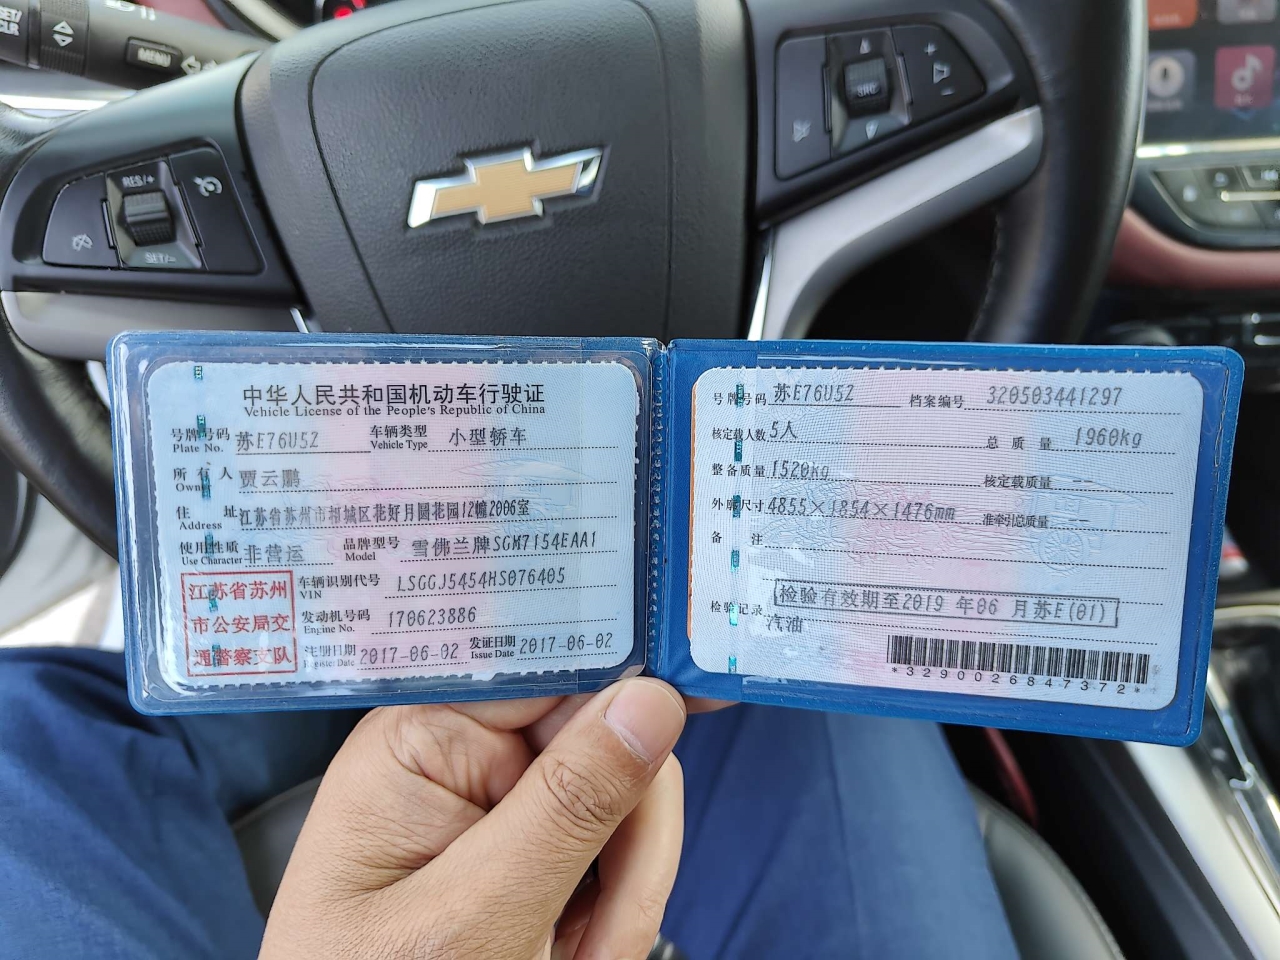 SET/
CLR
MENU
RES/+
SET/-
SRC
中华人民共和国机动车行驶证
Vehicle License of the People's Republic of China
号牌号码 苏E76U5Z 车辆类型 小型轿车
Plate No. Vehicle Type
所有人 贾云鹏
Owner
住址 江苏省苏州市相城区花好月圆花园12幢2006室
Address
使用性质 非营运 品牌型号 雪佛兰牌SGM7154EAA1
Use Character Model
江苏省苏州
市公安局交
通警察支队
车辆识别代号 LSGGJ5454HS076405
VIN
发动机号码 170623886
Engine No.
注册日期 2017-06-02 发证日期 2017-06-02
Register Date Issue Date
号牌号码 苏E76U5Z 档案编号 320503441297
核定载人数 5人 总质量 1960kg
整备质量 1520kg 核定载质量 --
外廓尺寸 4855×1854×1476mm 准牵引总质量 --
备注
检验记录 检验有效期至2019年06月苏E(01)
汽油
*3290026847372*